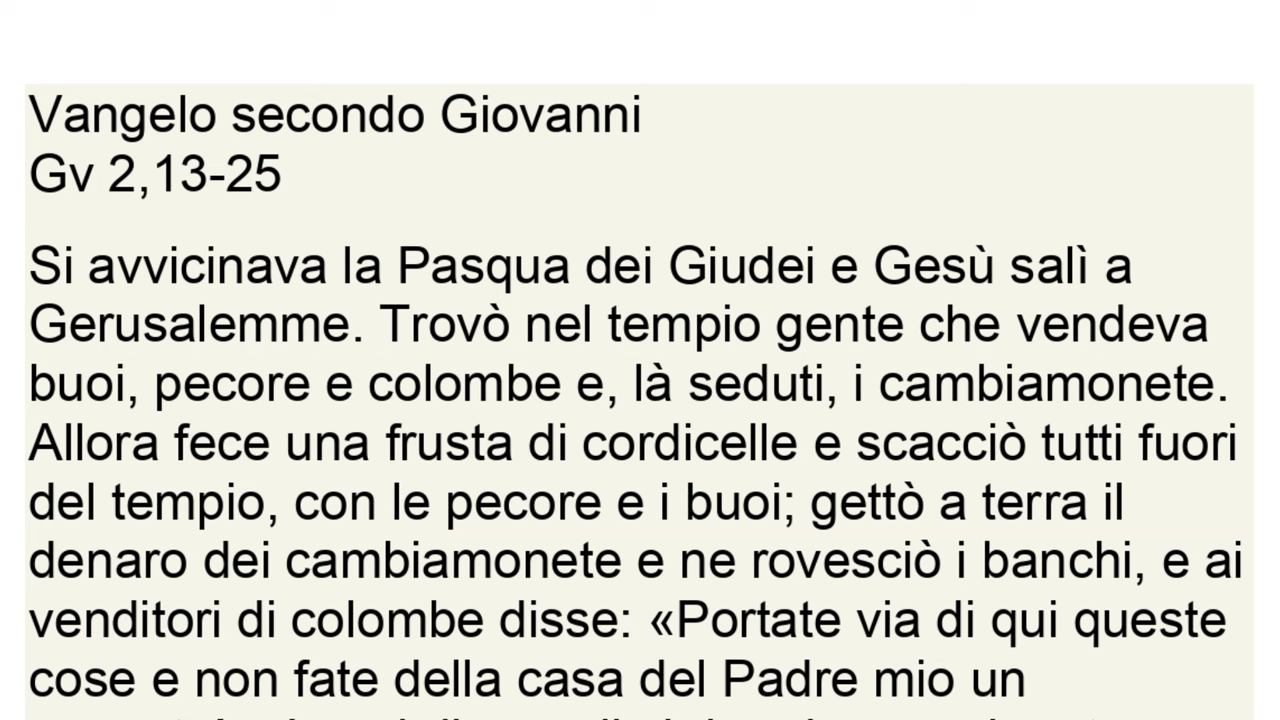 Vangelo secondo Giovanni
Gv 2,13-25
Si avvicinava la Pasqua dei Giudei e Gesù salì a
Gerusalemme. Trovò nel tempio gente che vendeva
buoi, pecore e colombe e, là seduti, i cambiamonete.
Allora fece una frusta di cordicelle e scacciò tutti fuori
del tempio, con le pecore e i buoi; gettò a terra il
denaro dei cambiamonete e ne rovesciò i banchi, e ai
venditori di colombe disse: «Portate via di qui queste
cose e non fate della casa del Padre mio un